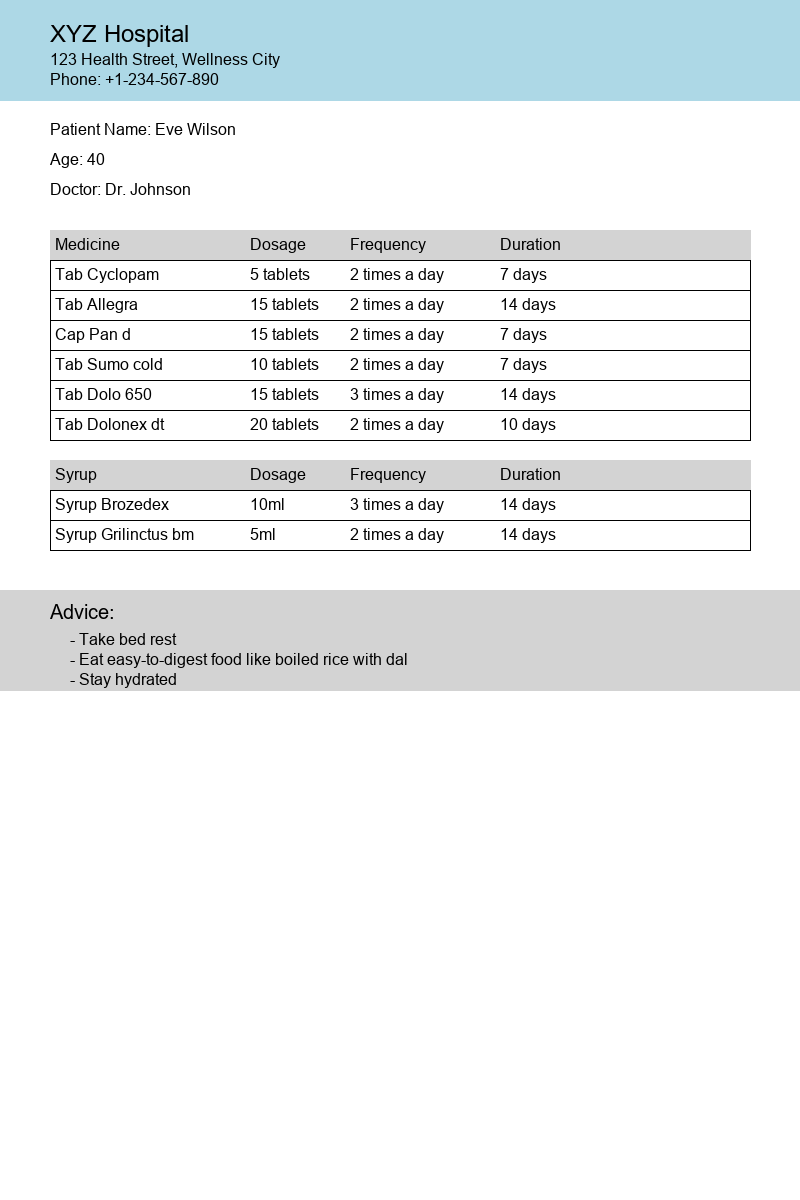 XYZ Hospital
123 Health Street, Wellness City
Phone: +1-234-567-890
Patient Name: Eve Wilson
Age: 40
Doctor: Dr. Johnson
Medicine Dosage Frequency Duration
Tab Cyclopam 5 tablets 2 times a day 7 days
Tab Allegra 15 tablets 2 times a day 14 days
Cap Pan d 15 tablets 2 times a day 7 days
Tab Sumo cold 10 tablets 2 times a day 7 days
Tab Dolo 650 15 tablets 3 times a day 14 days
Tab Dolonex dt 20 tablets 2 times a day 10 days
Syrup Dosage Frequency Duration
Syrup Brozedex 10ml 3 times a day 14 days
Syrup Grilinctus bm 5ml 2 times a day 14 days
Advice:
- Take bed rest
- Eat easy-to-digest food like boiled rice with dal
- Stay hydrated